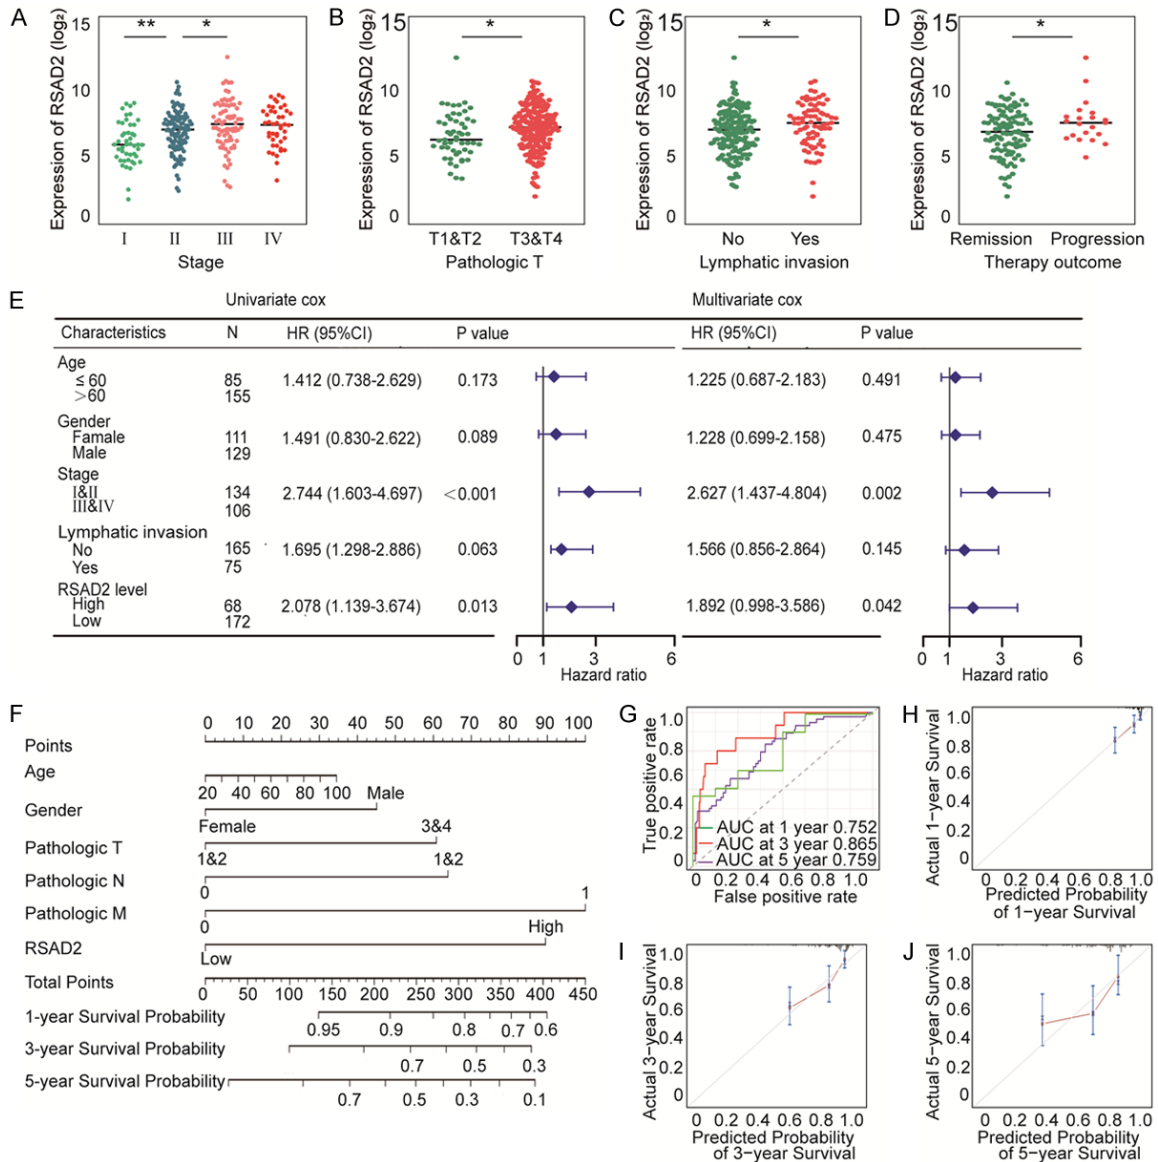 A
Expression of RSAD2 (log₂)
15
10
5
0
** *
I II III IV
Stage
B
Expression of RSAD2 (log₂)
15
10
5
0
*
T1&T2 T3&T4
Pathologic T
C
Expression of RSAD2 (log₂)
15
10
5
0
*
No Yes
Lymphatic invasion
D
Expression of RSAD2 (log₂)
15
10
5
0
*
Remission Progression
Therapy outcome
E
Univariate cox Multivariate cox
Characteristics N HR (95%CI) P value HR (95%CI) P value
Age
≤60 85 1.412 (0.738-2.629) 0.173 1.225 (0.687-2.183) 0.491
>60 155
Gender
Famale 111 1.491 (0.830-2.622) 0.089 1.228 (0.699-2.158) 0.475
Male 129
Stage
I&II 134 2.744 (1.603-4.697) <0.001 2.627 (1.437-4.804) 0.002
III&IV 106
Lymphatic invasion
No 165 1.695 (1.298-2.886) 0.063 1.566 (0.856-2.864) 0.145
Yes 75
RSAD2 level
High 68 2.078 (1.139-3.674) 0.013 1.892 (0.998-3.586) 0.042
Low 172
0 1 3 6 0 1 3 6
Hazard ratio Hazard ratio
F
0 10 20 30 40 50 60 70 80 90 100
Points
Age
20 40 60 80 100
Male
Gender
Female
3&4
Pathologic T
1&2
1&2
Pathologic N
0
1
Pathologic M
0
High
RSAD2
Low
Total Points
0 50 100 150 200 250 300 350 400 450
1-year Survival Probability
0.95 0.9 0.8 0.7 0.6
3-year Survival Probability
0.7 0.5 0.3
5-year Survival Probability
0.7 0.5 0.3 0.1
G
True positive rate
1.0
0.8
0.6
0.4
0.2
0
AUC at 1 year 0.752
AUC at 3 year 0.865
AUC at 5 year 0.759
0 0.2 0.4 0.6 0.8 1.0
False positive rate
H
Actual 1-year Survival
1.0
0.8
0.6
0.4
0.2
0
0 0.2 0.4 0.6 0.8 1.0
Predicted Probability
of 1-year Survival
I
Actual 3-year Survival
1.0
0.8
0.6
0.4
0.2
0
0 0.2 0.4 0.6 0.8 1.0
Predicted Probability
of 3-year Survival
J
Actual 5-year Survival
1.0
0.8
0.6
0.4
0.2
0
0 0.2 0.4 0.6 0.8 1.0
Predicted Probability
of 5-year Survival